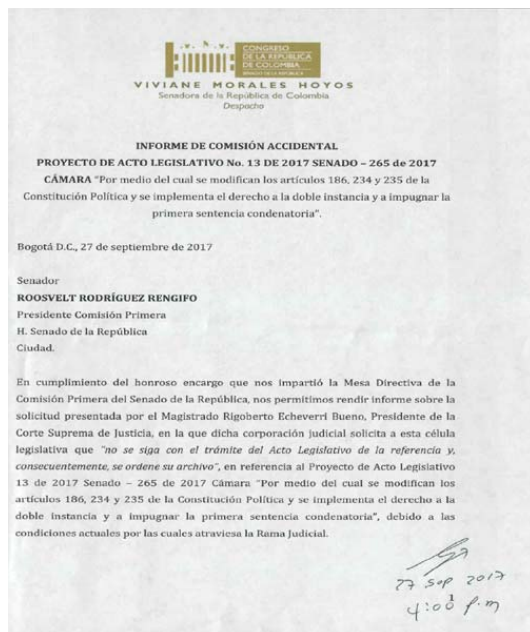 CONGRESO
DE LA REPÚBLICA
DE COLOMBIA
VIVIANE MORALES HOYOS
Senadora de la República de Colombia
Despacho
INFORME DE COMISIÓN ACCIDENTAL
PROYECTO DE ACTO LEGISLATIVO No. 13 DE 2017 SENADO – 265 de 2017
CÁMARA "Por medio del cual se modifican los artículos 186, 234 y 235 de la
Constitución Política y se implementa el derecho a la doble instancia y a impugnar la
primera sentencia condenatoria".
Bogotá D.C., 27 de septiembre de 2017
Senador
ROOSVELT RODRÍGUEZ RENGIFO
Presidente Comisión Primera
H. Senado de la República
Ciudad.
En cumplimiento del honroso encargo que nos impartió la Mesa Directiva de la
Comisión Primera del Senado de la República, nos permitimos rendir informe sobre la
solicitud presentada por el Magistrado Rigoberto Echeverri Bueno, Presidente de la
Corte Suprema de Justicia, en la que dicha corporación judicial solicita a esta célula
legislativa que "no se siga con el trámite del Acto Legislativo de la referencia y,
consecuentemente, se ordene su archivo", en referencia al Proyecto de Acto Legislativo
13 de 2017 Senado – 265 de 2017 Cámara "Por medio del cual se modifican los
artículos 186, 234 y 235 de la Constitución Política y se implementa el derecho a la
doble instancia y a impugnar la primera sentencia condenatoria", debido a las
condiciones actuales por las cuales atraviesa la Rama Judicial.
27 Sep 2017
4:00 p.m